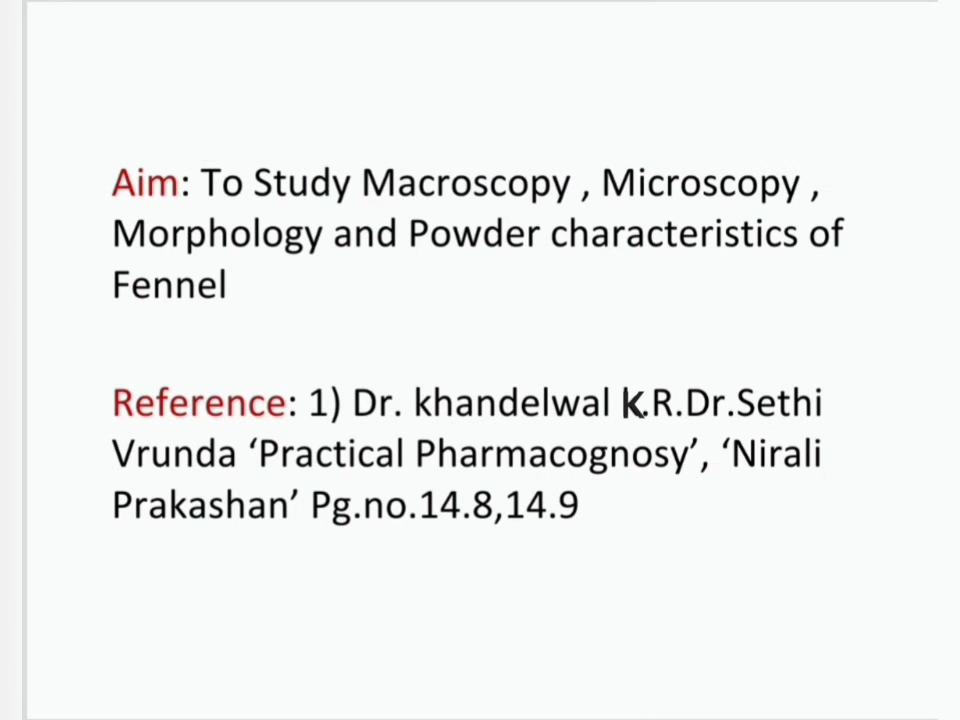 Aim: To Study Macroscopy , Microscopy ,
Morphology and Powder characteristics of
Fennel
Reference: 1) Dr. khandelwal K.R.Dr.Sethi
Vrunda ‘Practical Pharmacognosy’, ‘Nirali
Prakashan’ Pg.no.14.8,14.9